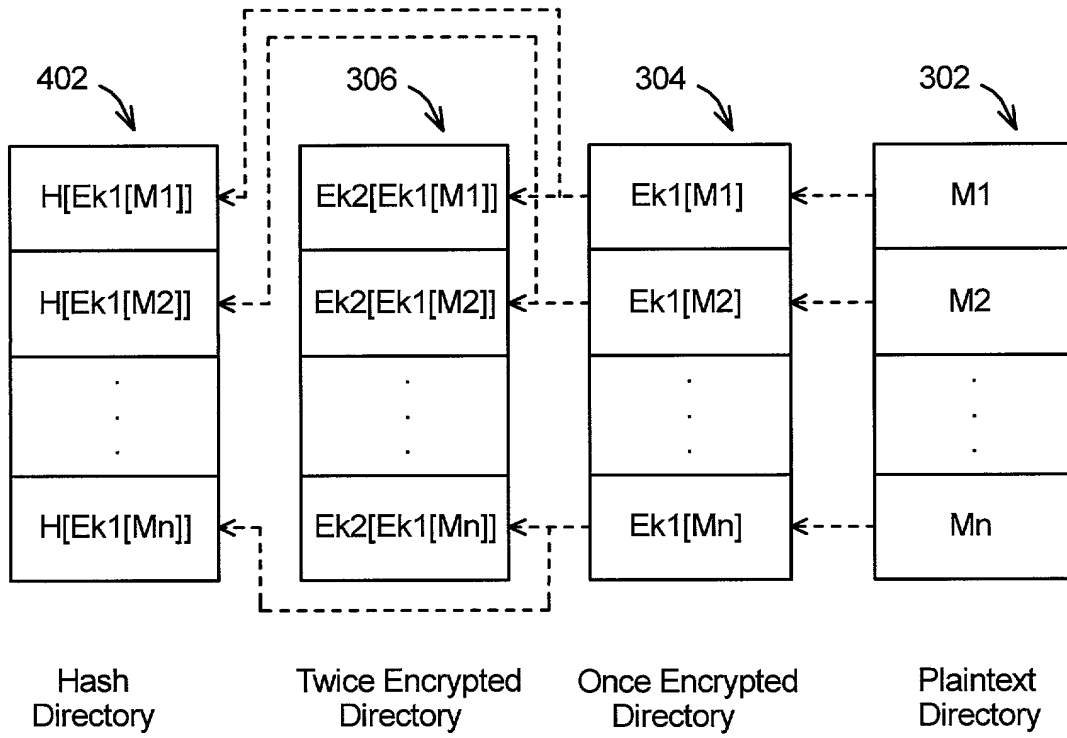 402
306
304
302
H[Ek1[M1]]
Ek2[Ek1[M1]]
Ek1[M1]
M1
H[Ek1[M2]]
Ek2[Ek1[M2]]
Ek1[M2]
M2
H[Ek1[Mn]]
Ek2[Ek1[Mn]]
Ek1[Mn]
Mn
Hash
Directory
Twice Encrypted
Directory
Once Encrypted
Directory
Plaintext
Directory